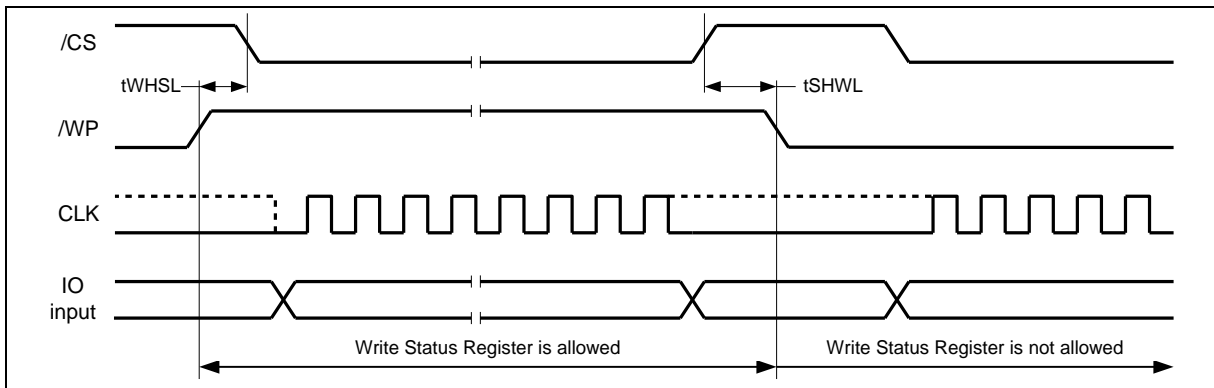 /CS
tWHSL
tSHWL
/WP
CLK
IO
input
Write Status Register is allowed
Write Status Register is not allowed